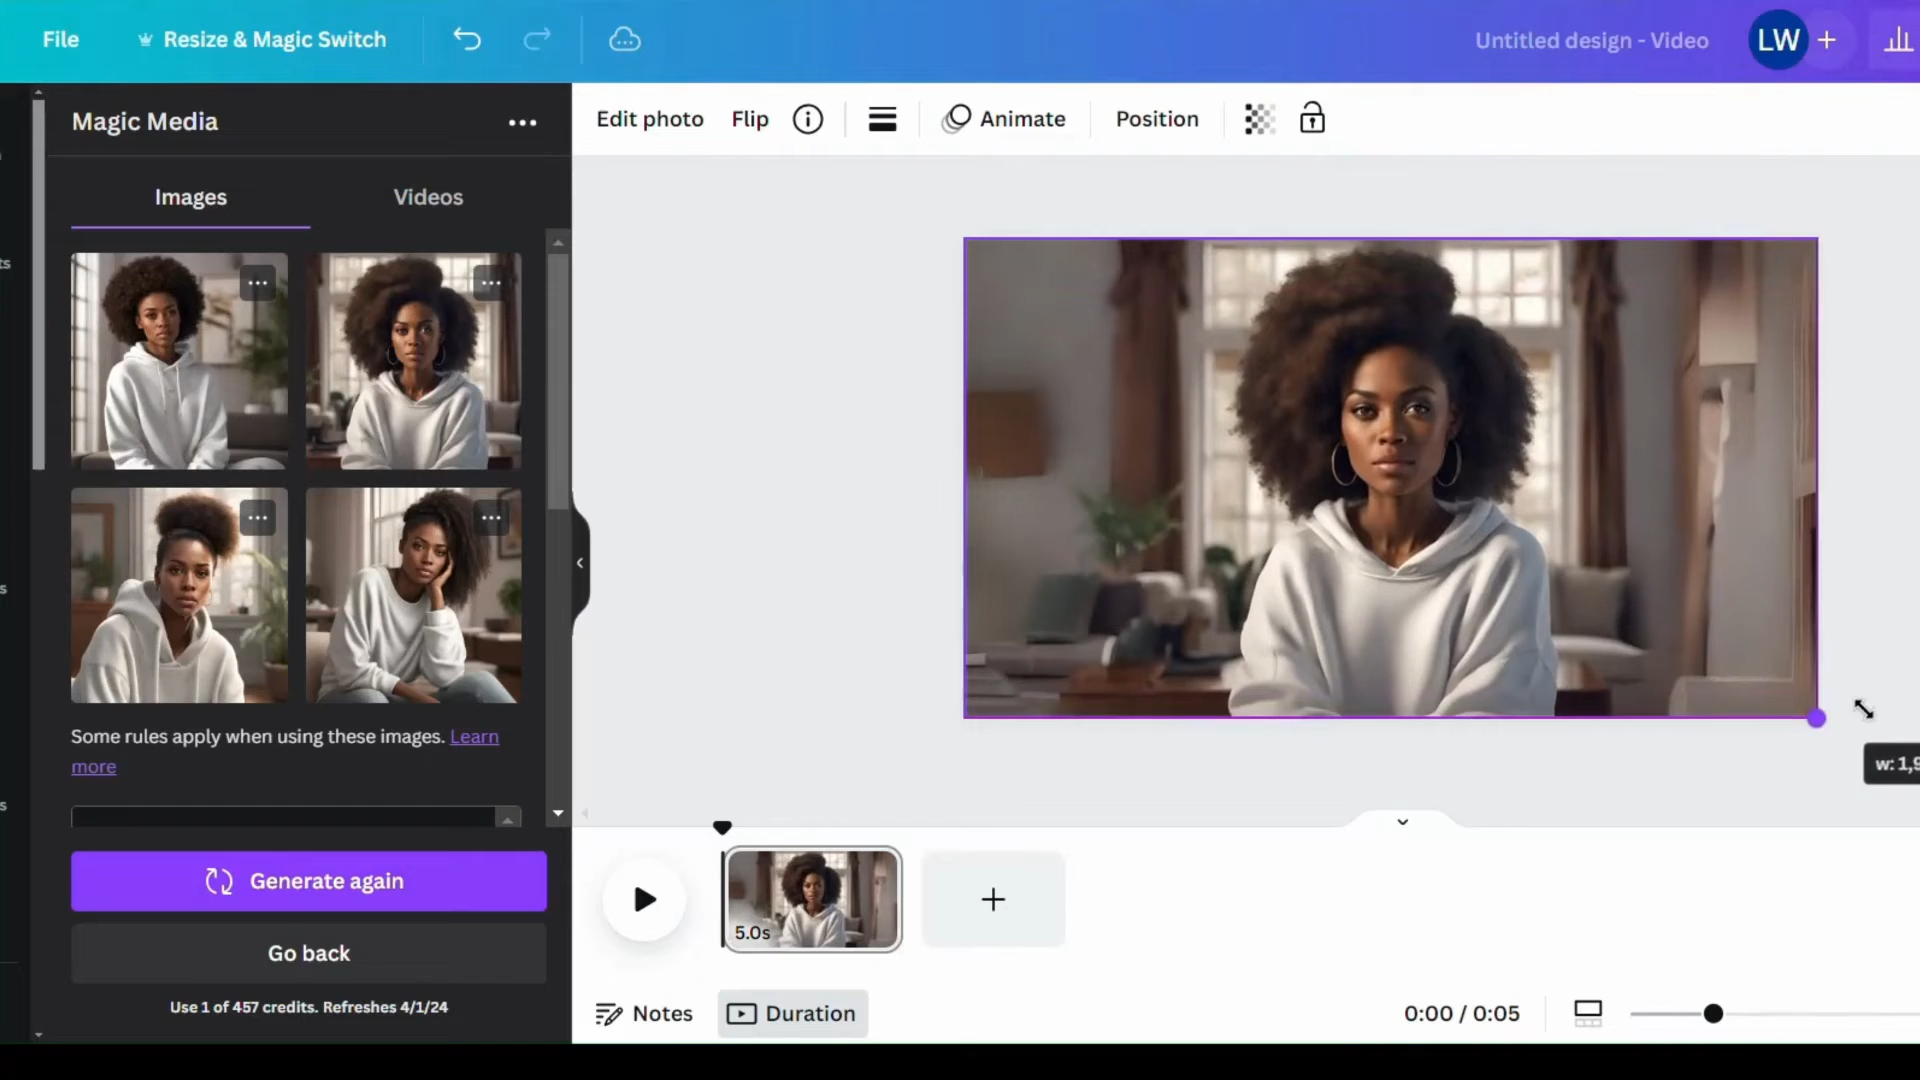 File
Resize & Magic Switch
Untitled design - Video
LW
Magic Media
Edit photo
Flip
Animate
Position
Images
Videos
Some rules apply when using these images. Learn
more
w: 1,9
Generate again
5.0s
Go back
Use 1 of 457 credits. Refreshes 4/1/24
Notes
Duration
0:00 / 0:05